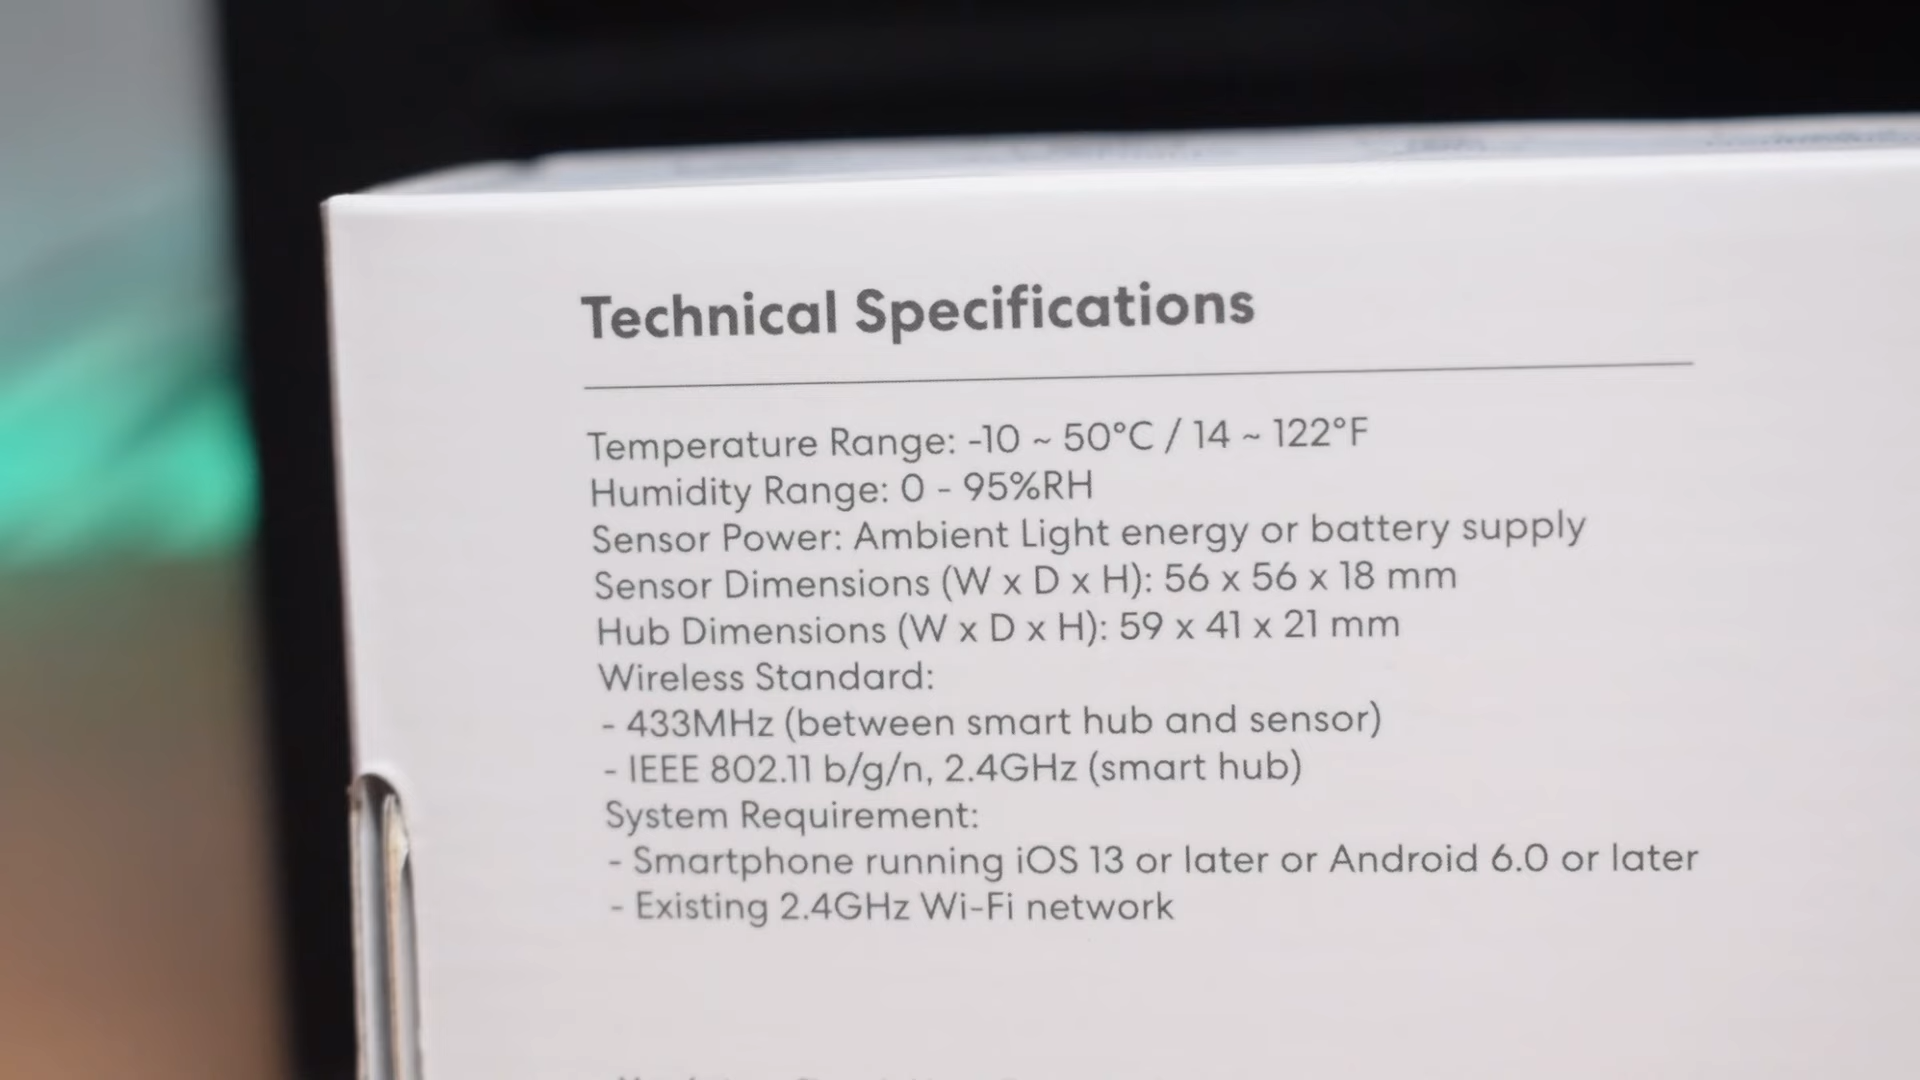 Technical Specifications
Temperature Range: -10 ~ 50°C / 14 ~ 122°F
Humidity Range: 0 - 95%RH
Sensor Power: Ambient Light energy or battery supply
Sensor Dimensions (W x D x H): 56 x 56 x 18 mm
Hub Dimensions (W x D x H): 59 x 41 x 21 mm
Wireless Standard:
- 433MHz (between smart hub and sensor)
- IEEE 802.11 b/g/n, 2.4GHz (smart hub)
System Requirement:
- Smartphone running iOS 13 or later or Android 6.0 or later
- Existing 2.4GHz Wi-Fi network